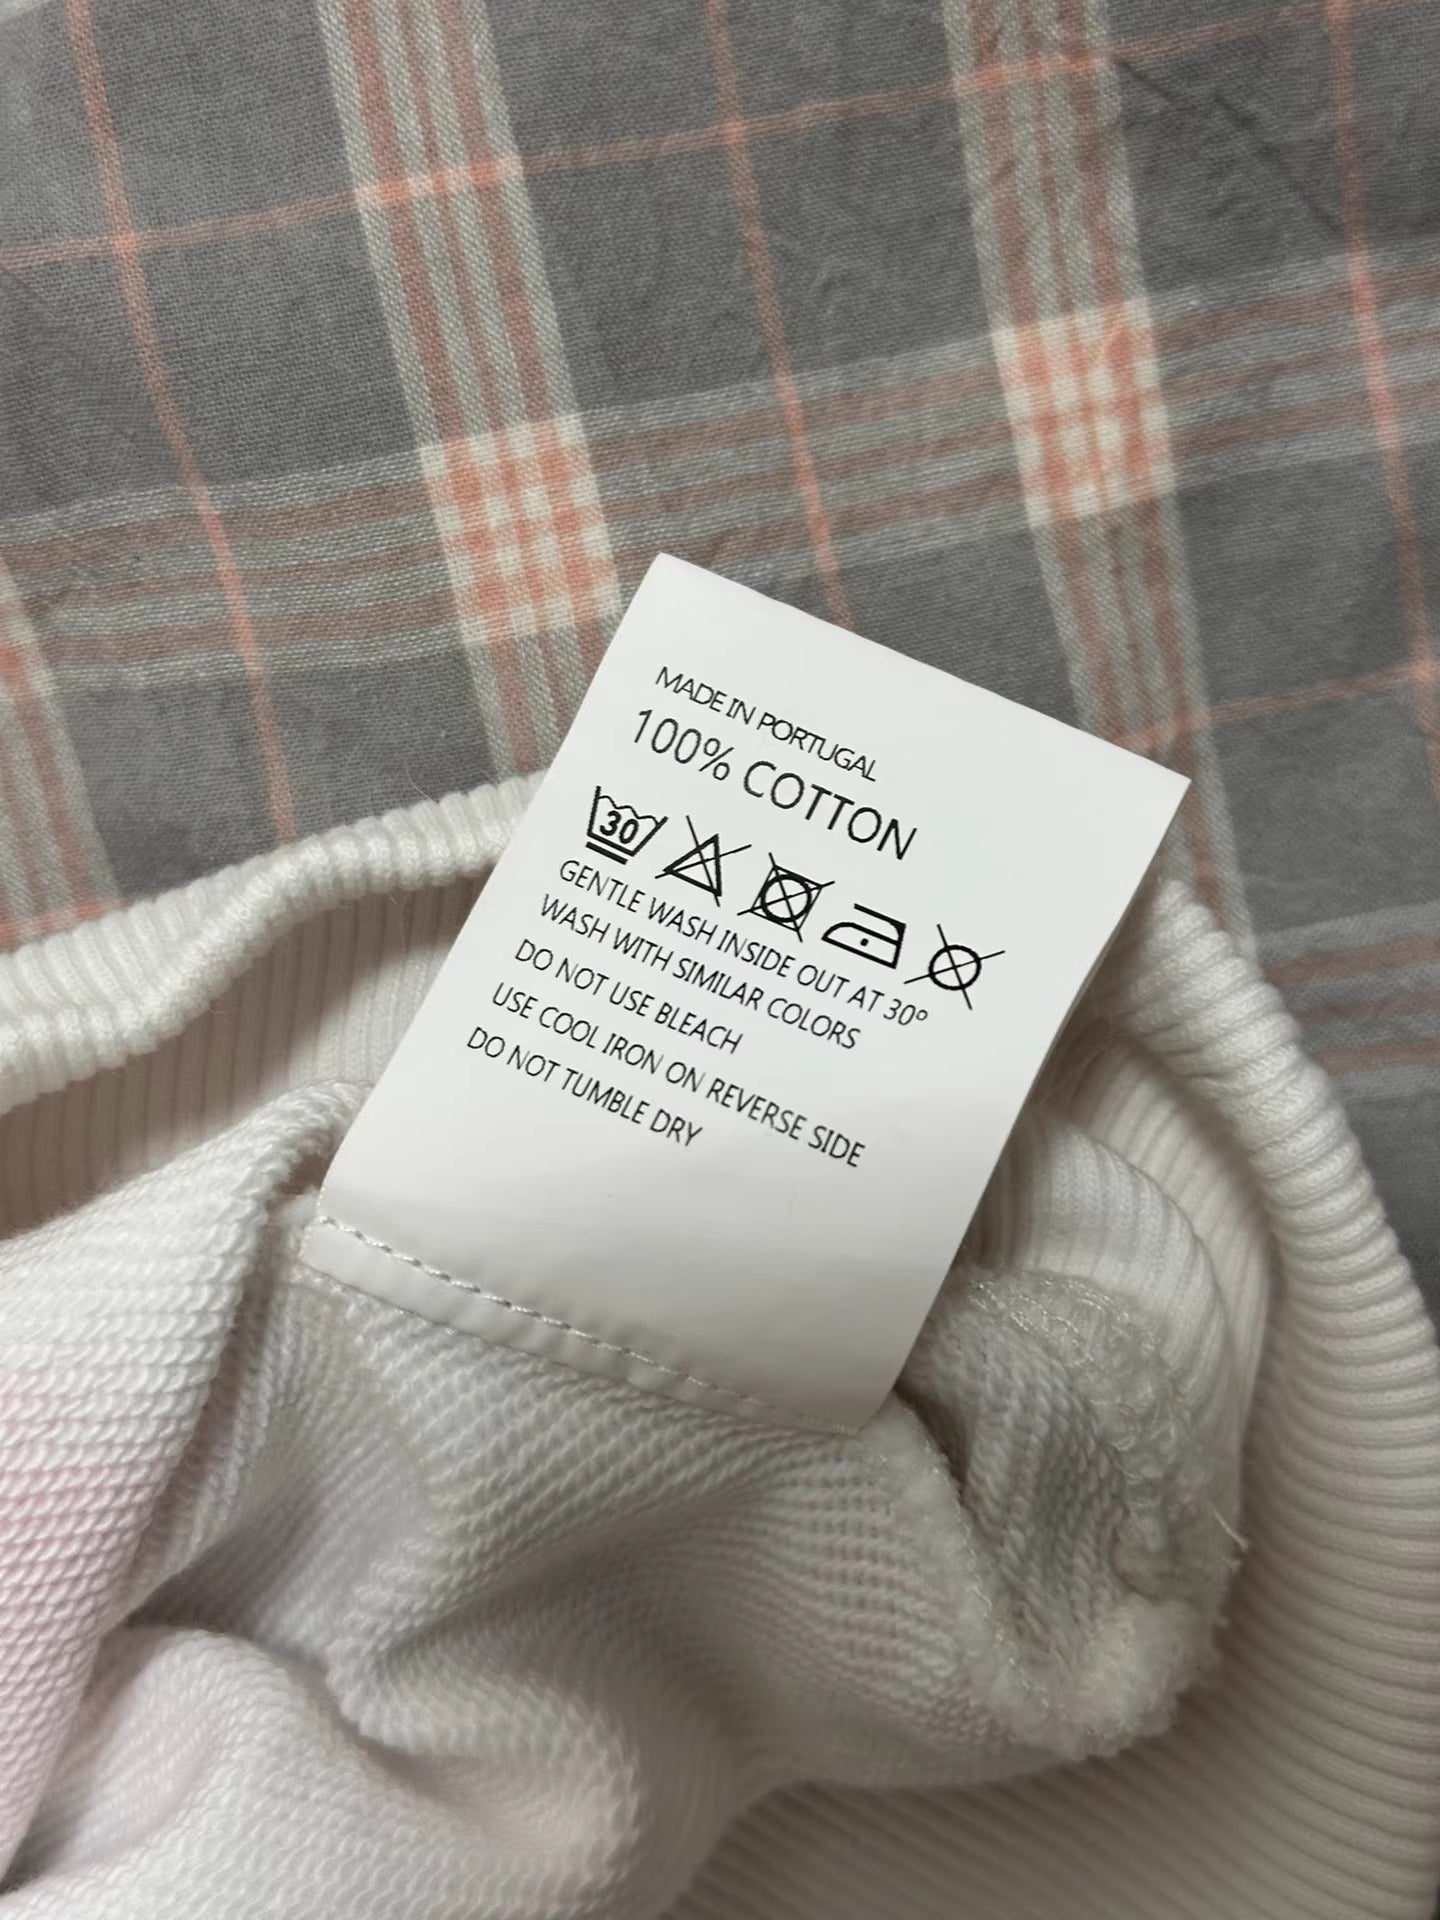 MADE IN PORTUGAL
100% COTTON
30
GENTLE WASH INSIDE OUT AT 30º
WASH WITH SIMILAR COLORS
DO NOT USE BLEACH
USE COOL IRON ON REVERSE SIDE
DO NOT TUMBLE DRY